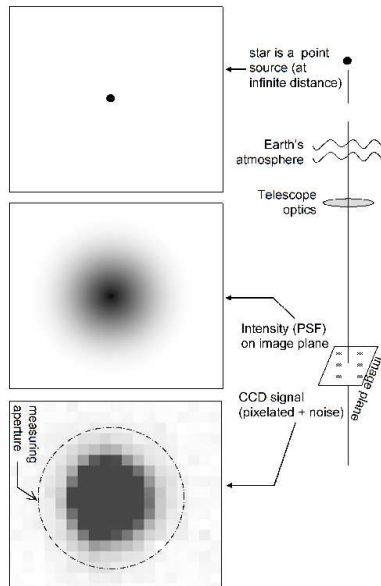 star is a point
source (at
infinite distance)
Earth's
atmosphere
Telescope
optics
Intensity (PSF)
on image plane
image plane
CCD signal
(pixelated + noise)
measuring
aperture